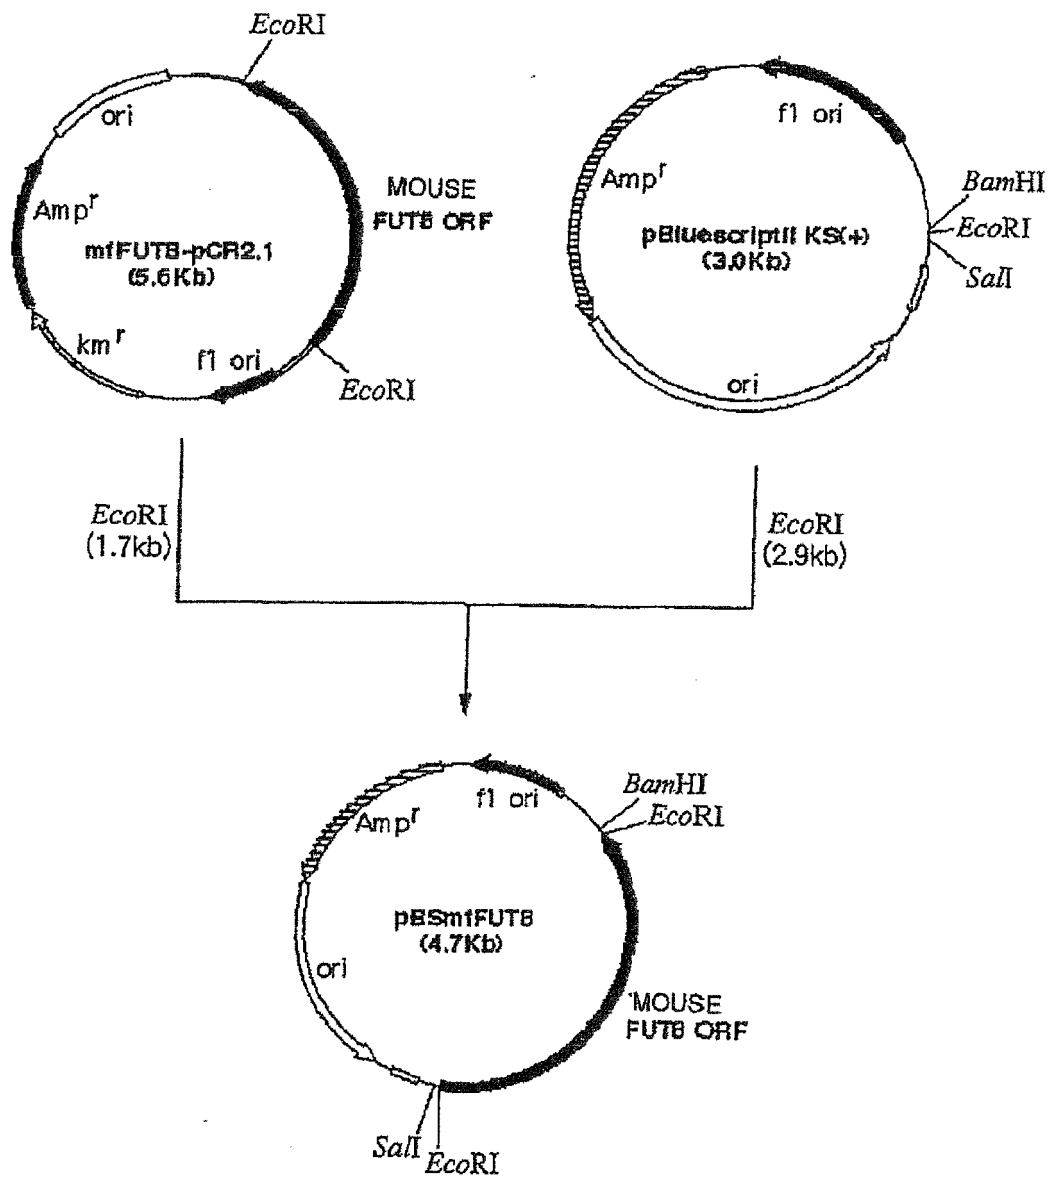 EcoRI
ori
Ampr
mfFUT8-pCR2.1
(5.6Kb)
kmr
f1 ori
EcoRI
MOUSE
FUT8 ORF
f1 ori
Ampr
pBluescriptII KS(+)
(3.0Kb)
BamHI
EcoRI
SalI
ori
EcoRI
(1.7kb)
EcoRI
(2.9kb)
f1 ori
BamHI
EcoRI
Ampr
pBSmfFUT8
(4.7Kb)
ori
MOUSE
FUT8 ORF
SalI
EcoRI